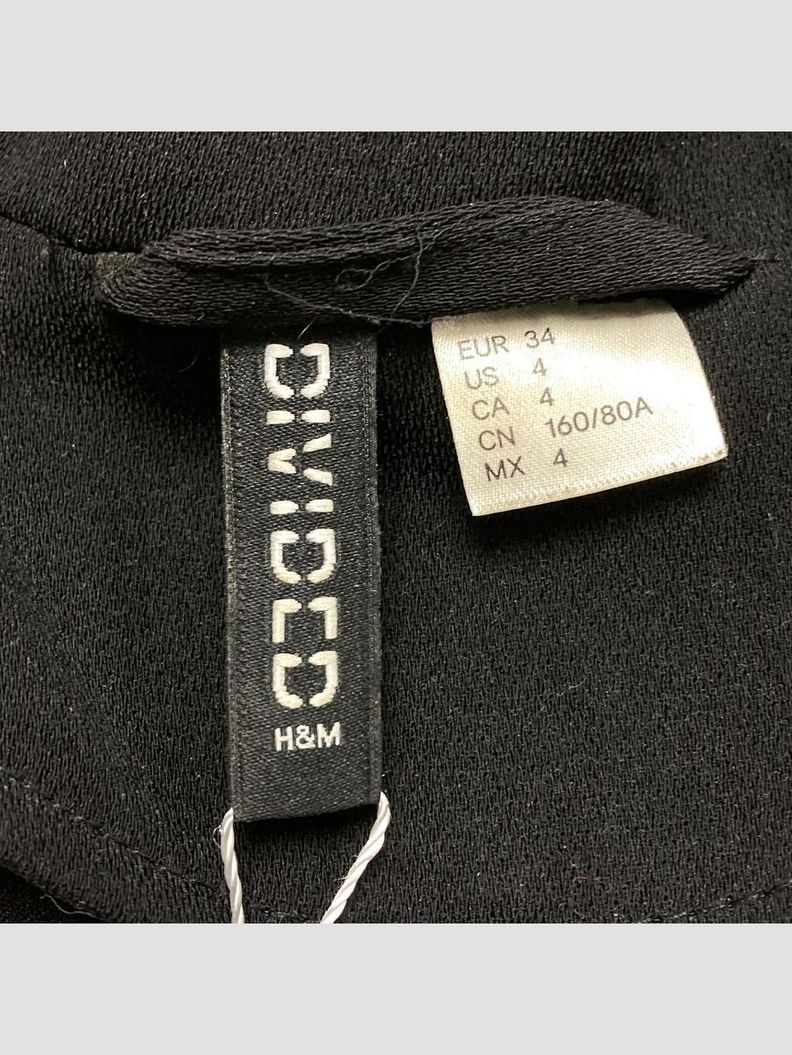 DIVIDED
H&M
EUR 34
US 4
CA 4
CN 160/80A
MX 4